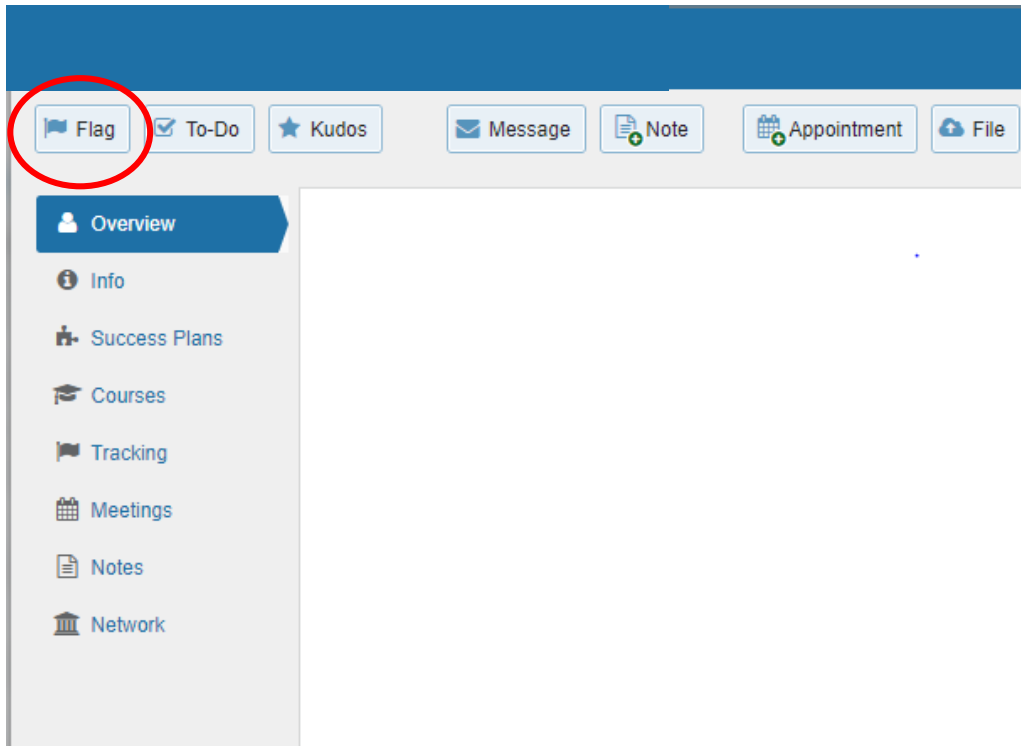 Flag To-Do Kudos Message Note Appointment File
Overview
Info
Success Plans
Courses
Tracking
Meetings
Notes
Network